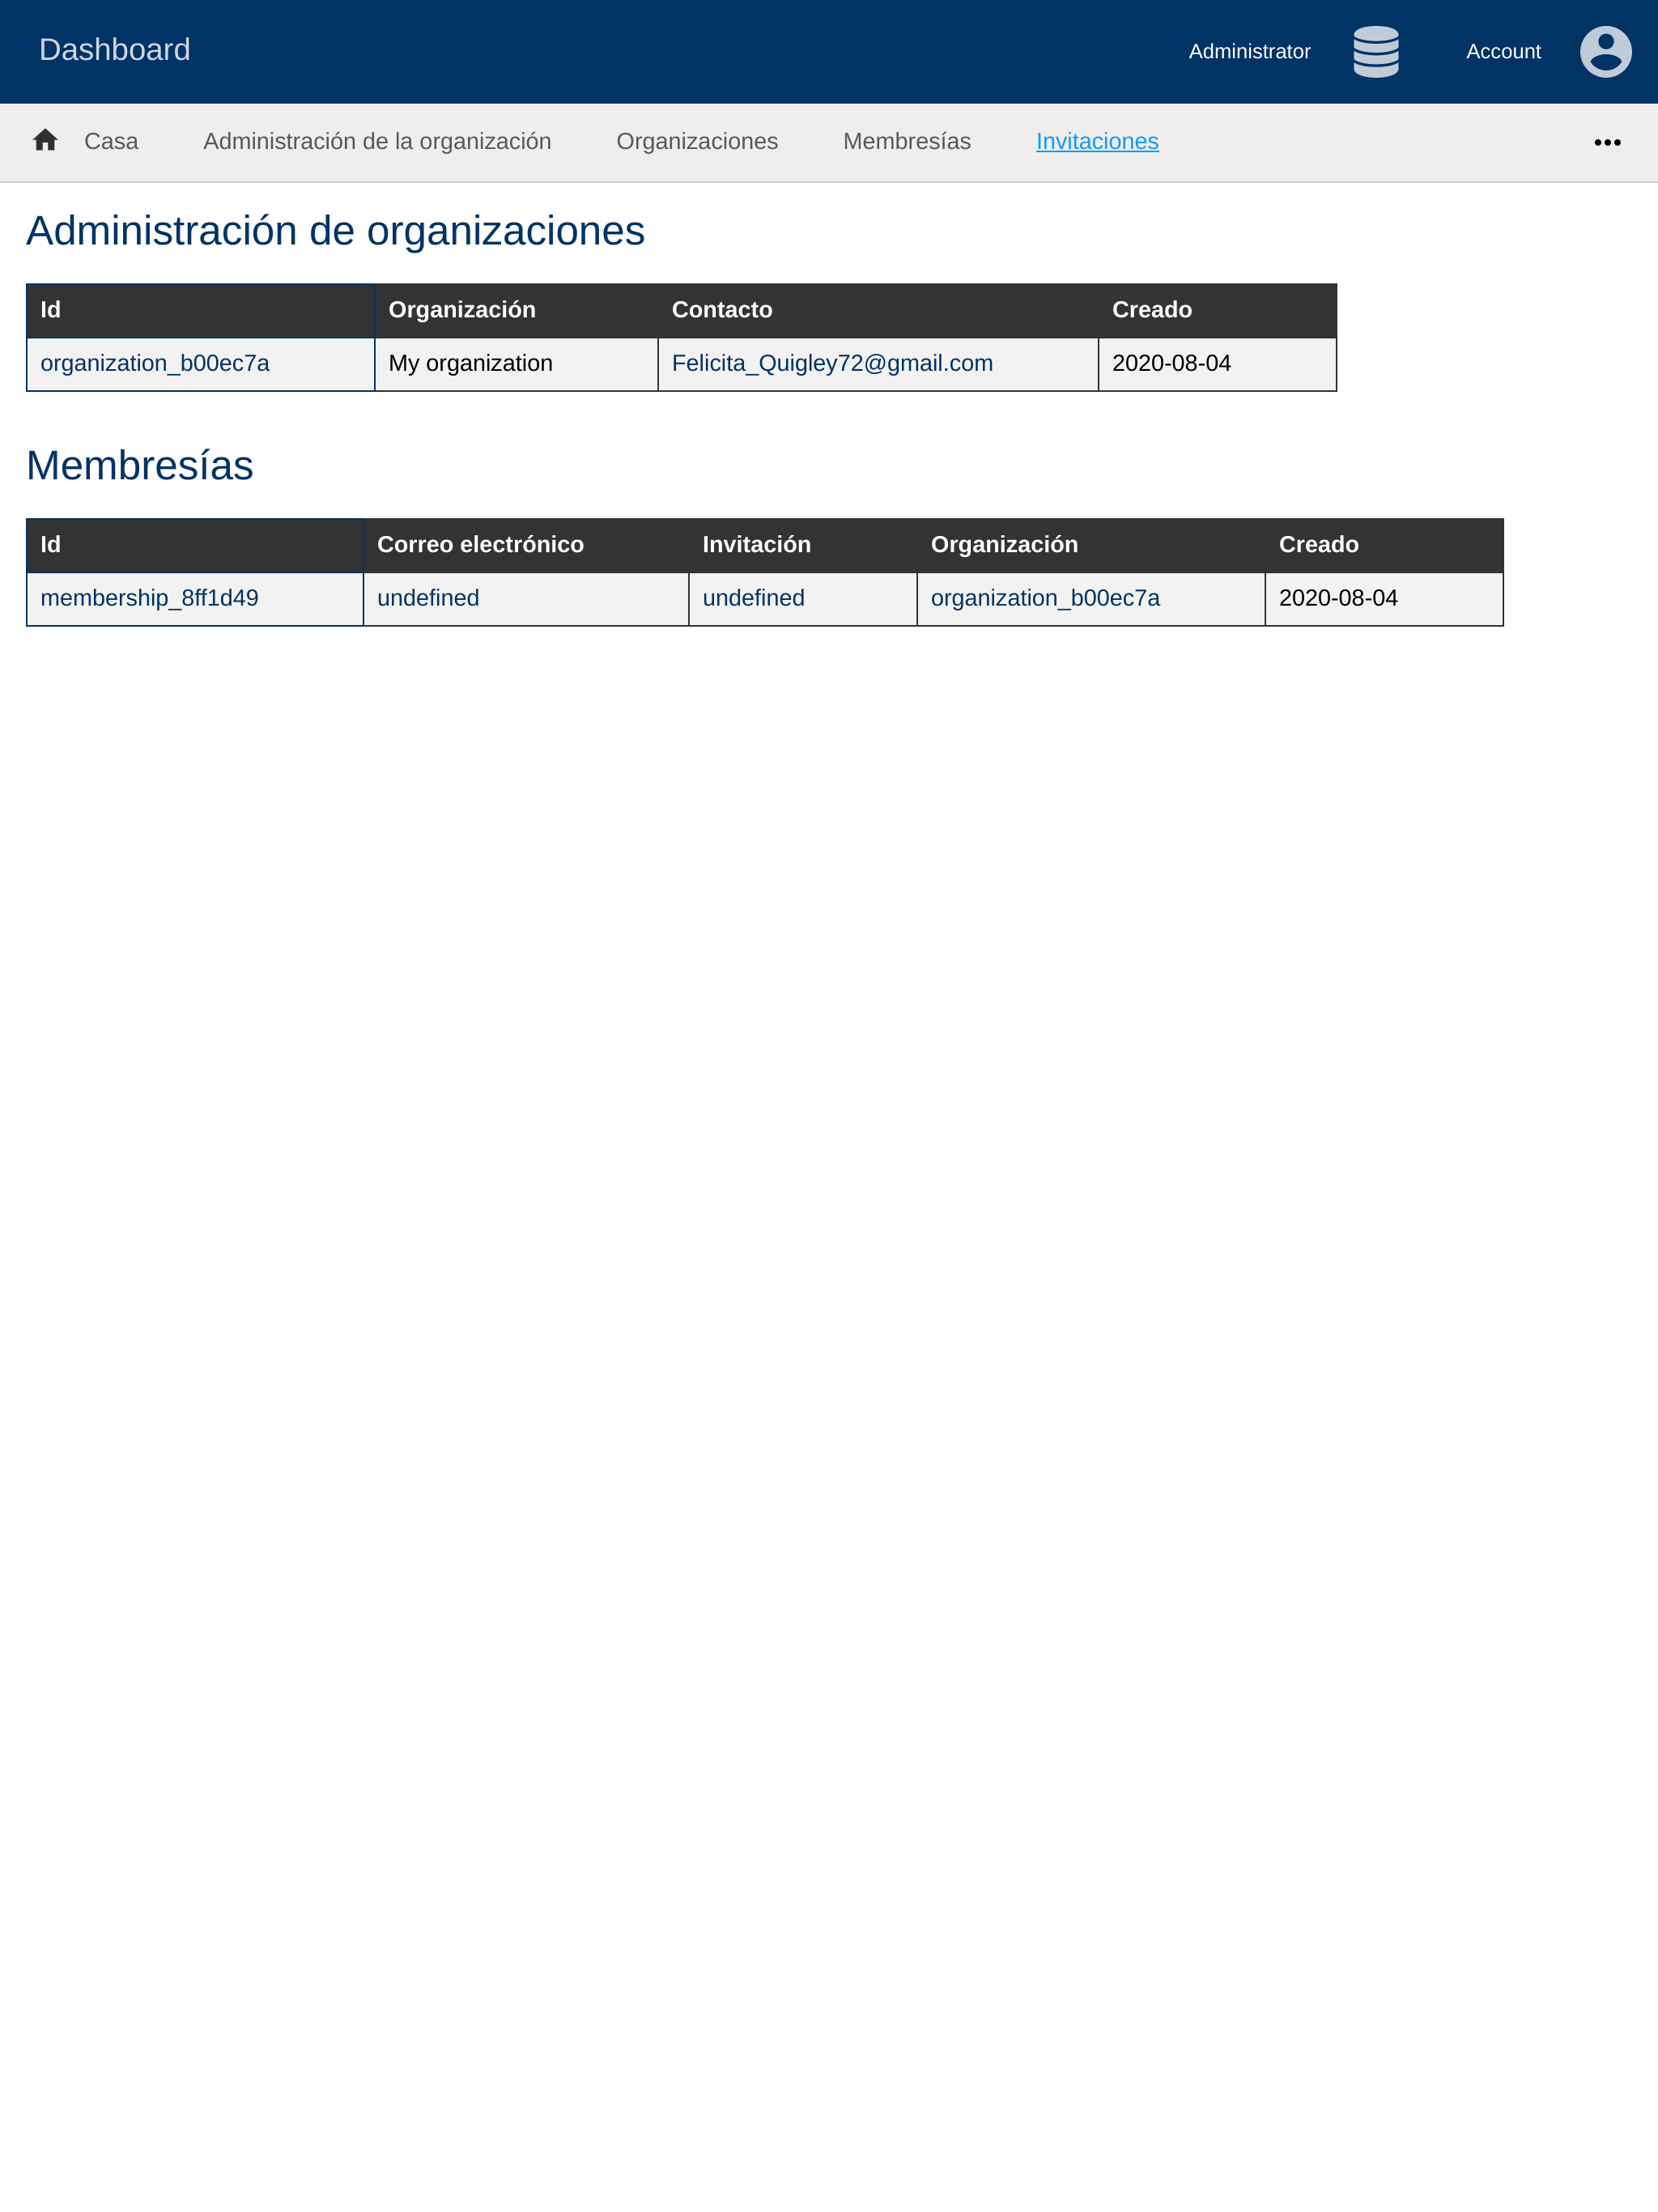 Dashboard
Administrator
Account
Casa
Administración de la organización
Organizaciones
Membresías
Invitaciones
Administración de organizaciones
Id Organización Contacto Creado
organization_b00ec7a My organization Felicita_Quigley72@gmail.com 2020-08-04
Membresías
Id Correo electrónico Invitación Organización Creado
membership_8ff1d49 undefined undefined organization_b00ec7a 2020-08-04